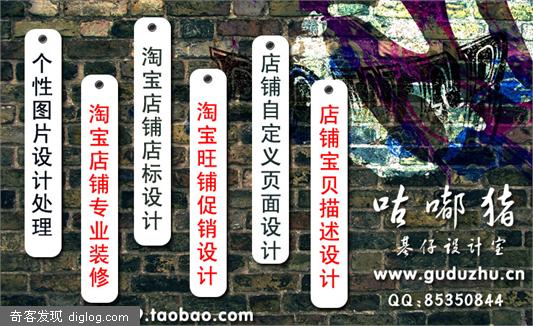 个性图片设计处理
淘宝店铺专业装修
淘宝店铺店标设计
淘宝旺铺促销设计
店铺自定义页面设计
店铺宝贝描述设计
咕嘟猪
设计室
www.guduzhu.cn
QQ:85350844
.taobao.com
奇客发现 | diglog.com